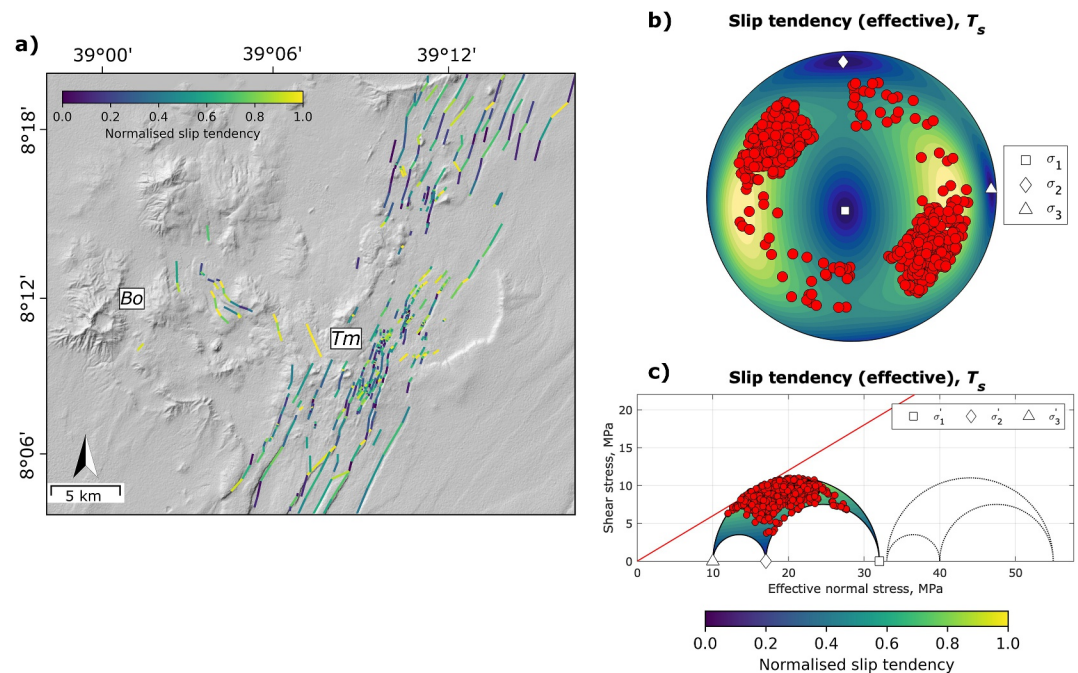 a)
39°00'
39°06'
39°12'
8°18'
8°12'
8°06'
0.0 0.2 0.4 0.6 0.8 1.0
Normalised slip tendency
Bo
Tm
5 km
b)
Slip tendency (effective), Ts
σ1
σ2
σ3
c)
Slip tendency (effective), Ts
Shear stress, MPa
20
15
10
5
0
σ'1 σ'2 σ'3
0 10 20 30 40 50
Effective normal stress, MPa
0.0 0.2 0.4 0.6 0.8 1.0
Normalised slip tendency